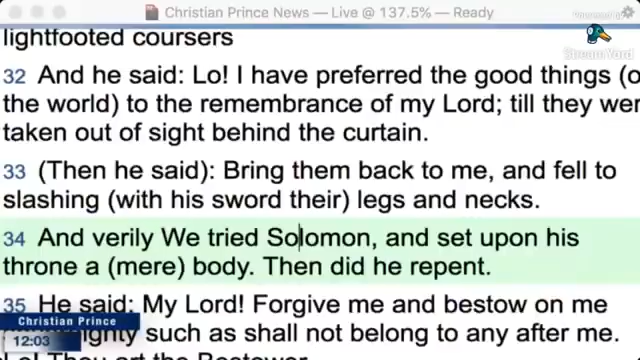 Christian Prince News — Live @ 137.5% — Ready
StreamYard
lightfooted coursers
32 And he said: Lo! I have preferred the good things (o
the world) to the remembrance of my Lord; till they wer
taken out of sight behind the curtain.
33 (Then he said): Bring them back to me, and fell to
slashing (with his sword their) legs and necks.
34 And verily We tried Solomon, and set upon his
throne a (mere) body. Then did he repent.
35 He said: My Lord! Forgive me and bestow on me
Christian Prince
such as shall not belong to any after me.
12:03
Thou art the Bestower